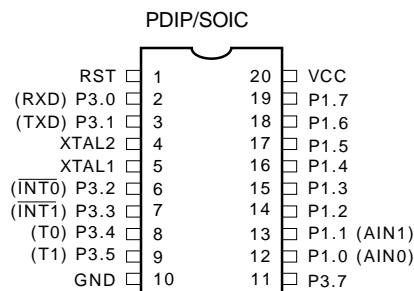 PDIP/SOIC
RST 1 20 VCC
(RXD) P3.0 2 19 P1.7
(TXD) P3.1 3 18 P1.6
XTAL2 4 17 P1.5
XTAL1 5 16 P1.4
(INT0) P3.2 6 15 P1.3
(INT1) P3.3 7 14 P1.2
(T0) P3.4 8 13 P1.1 (AIN1)
(T1) P3.5 9 12 P1.0 (AIN0)
GND 10 11 P3.7